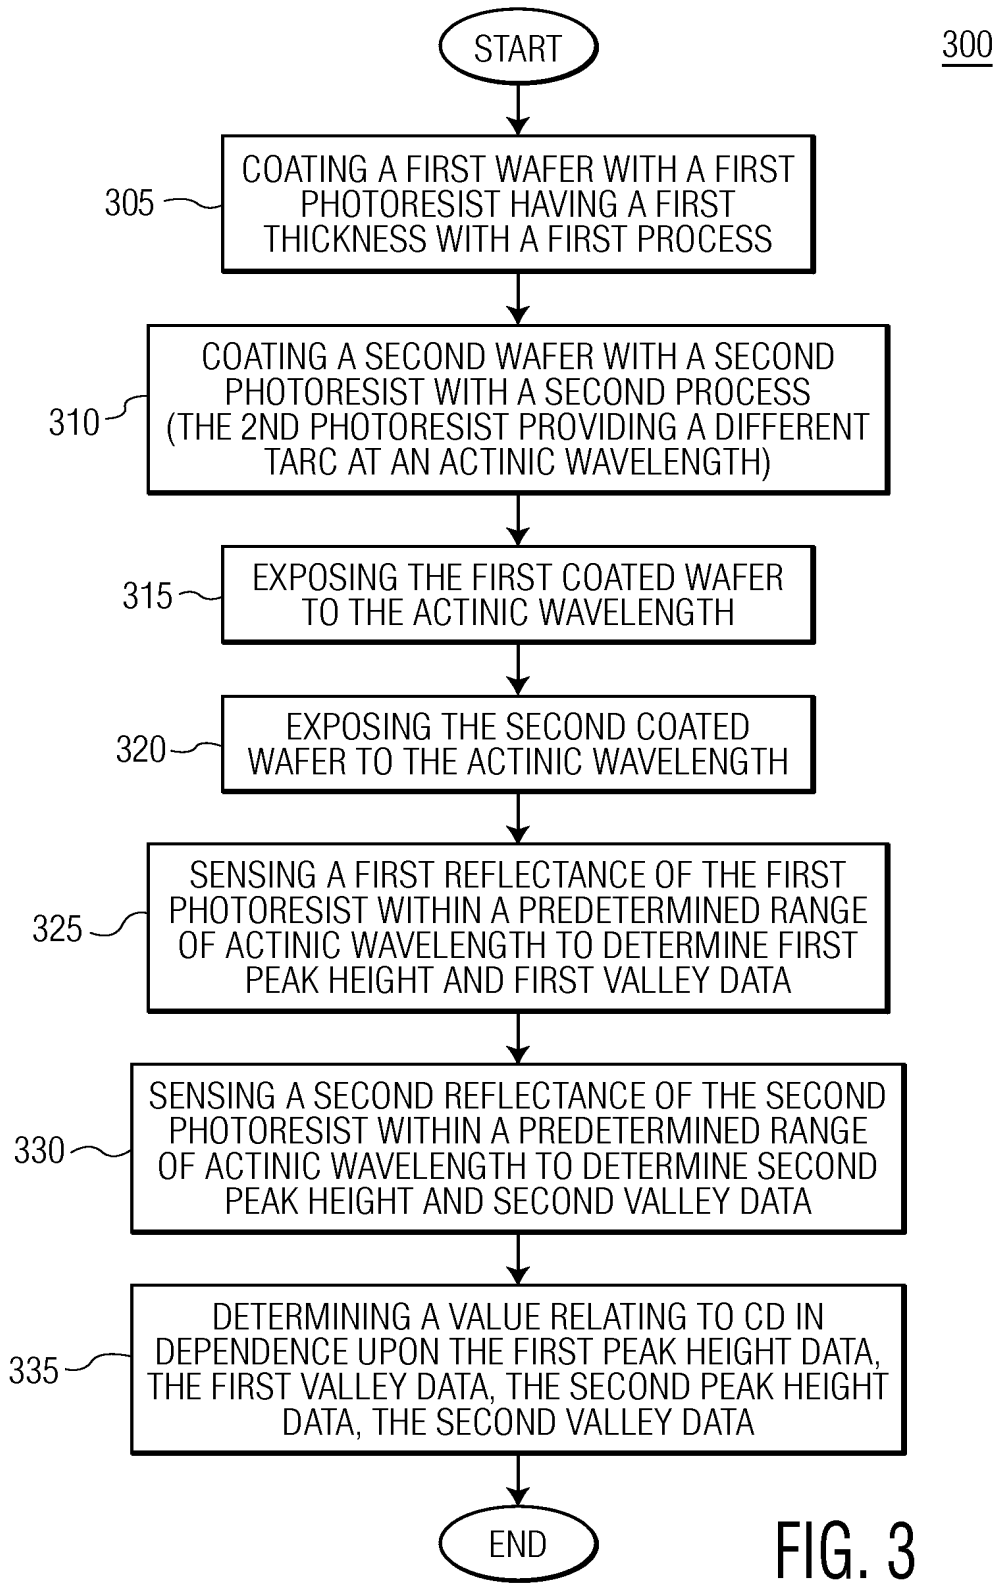 START
300
305
COATING A FIRST WAFER WITH A FIRST
PHOTORESIST HAVING A FIRST
THICKNESS WITH A FIRST PROCESS
310
COATING A SECOND WAFER WITH A SECOND
PHOTORESIST WITH A SECOND PROCESS
(THE 2ND PHOTORESIST PROVIDING A DIFFERENT
TARC AT AN ACTINIC WAVELENGTH)
315
EXPOSING THE FIRST COATED WAFER
TO THE ACTINIC WAVELENGTH
320
EXPOSING THE SECOND COATED
WAFER TO THE ACTINIC WAVELENGTH
325
SENSING A FIRST REFLECTANCE OF THE FIRST
PHOTORESIST WITHIN A PREDETERMINED RANGE
OF ACTINIC WAVELENGTH TO DETERMINE FIRST
PEAK HEIGHT AND FIRST VALLEY DATA
330
SENSING A SECOND REFLECTANCE OF THE SECOND
PHOTORESIST WITHIN A PREDETERMINED RANGE
OF ACTINIC WAVELENGTH TO DETERMINE SECOND
PEAK HEIGHT AND SECOND VALLEY DATA
335
DETERMINING A VALUE RELATING TO CD IN
DEPENDENCE UPON THE FIRST PEAK HEIGHT DATA,
THE FIRST VALLEY DATA, THE SECOND PEAK HEIGHT
DATA, THE SECOND VALLEY DATA
END
FIG. 3